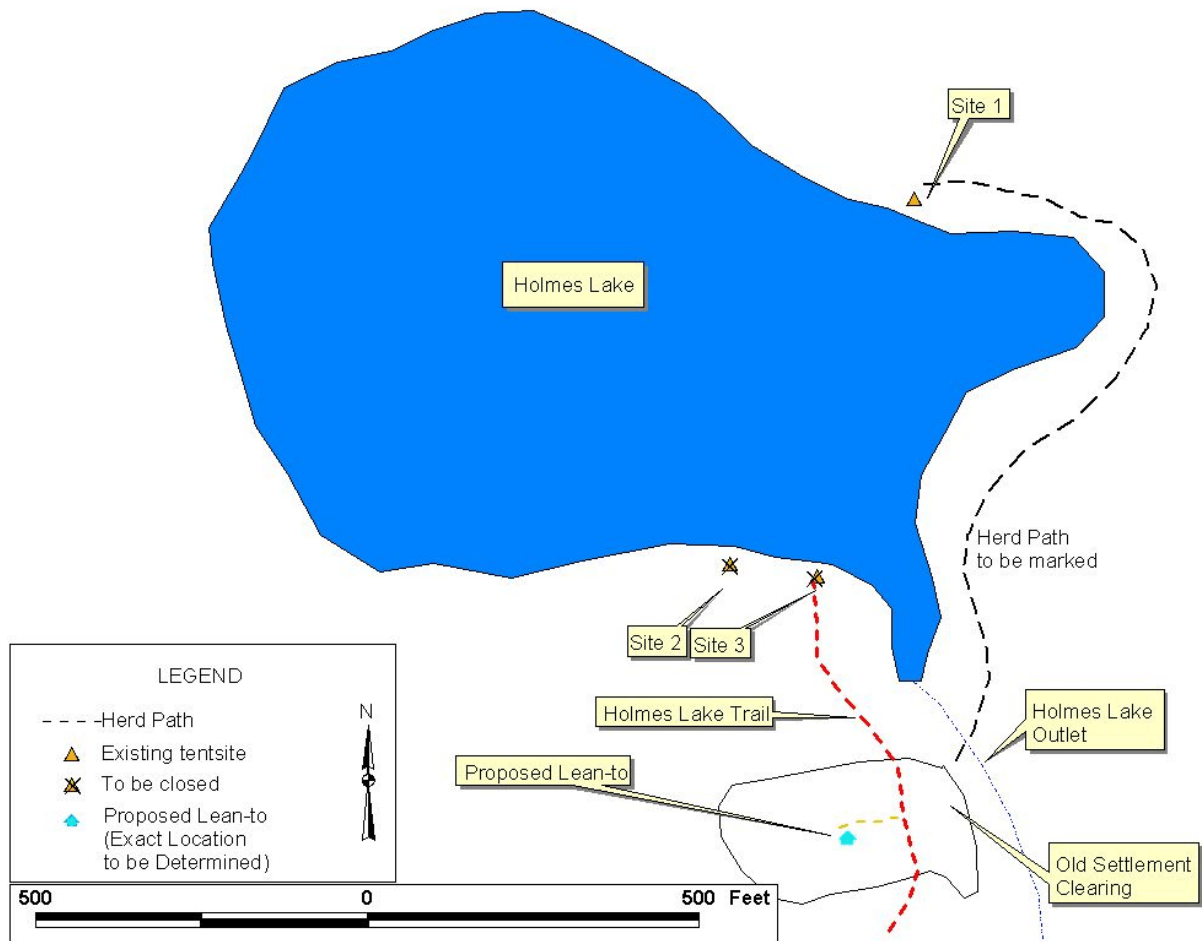 Site 1
Holmes Lake
Herd Path
to be marked
Site 2
Site 3
Holmes Lake Trail
Holmes Lake
Outlet
Proposed Lean-to
Old Settlement
Clearing
LEGEND
Herd Path
Existing tentsite
To be closed
Proposed Lean-to
(Exact Location
to be Determined)
N
500 0 500 Feet